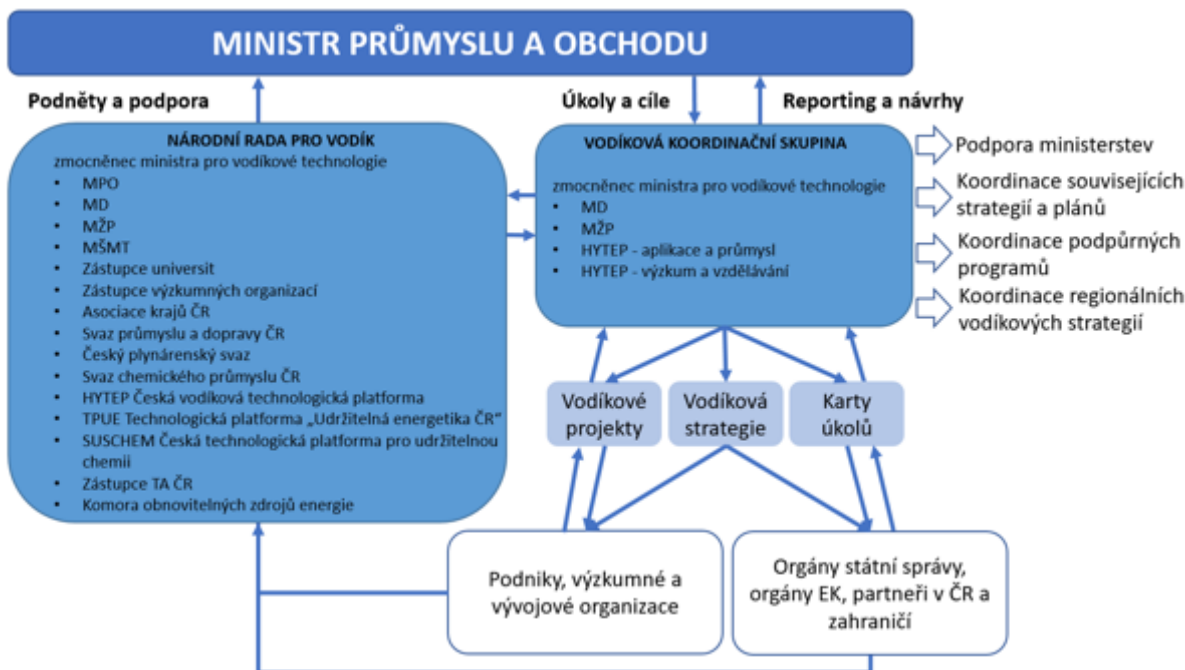 MINISTR PRŮMYSLU A OBCHODU
Podněty a podpora
Úkoly a cíle
Reporting a návrhy
NÁRODNÍ RADA PRO VODÍK
zmocněnec ministra pro vodíkové technologie
• MPO
• MD
• MŽP
• MŠMT
• Zástupce universit
• Zástupce výzkumných organizací
• Asociace krajů ČR
• Svaz průmyslu a dopravy ČR
• Český plynárenský svaz
• Svaz chemického průmyslu ČR
• HYTEP Česká vodíková technologická platforma
• TPUE Technologická platforma „Udržitelná energetika ČR“
• SUSCHEM Česká technologická platforma pro udržitelnou
chemii
• Zástupce TA ČR
• Komora obnovitelných zdrojů energie
VODÍKOVÁ KOORDINAČNÍ SKUPINA
zmocněnec ministra pro vodíkové technologie
• MD
• MŽP
• HYTEP - aplikace a průmysl
• HYTEP - výzkum a vzdělávání
Podpora ministerstev
Koordinace souvisejících
strategií a plánů
Koordinace podpůrných
programů
Koordinace regionálních
vodíkových strategií
Vodíkové
projekty
Vodíková
strategie
Karty
úkolů
Podniky, výzkumné a
vývojové organizace
Orgány státní správy,
orgány EK, partneři v ČR a
zahraničí